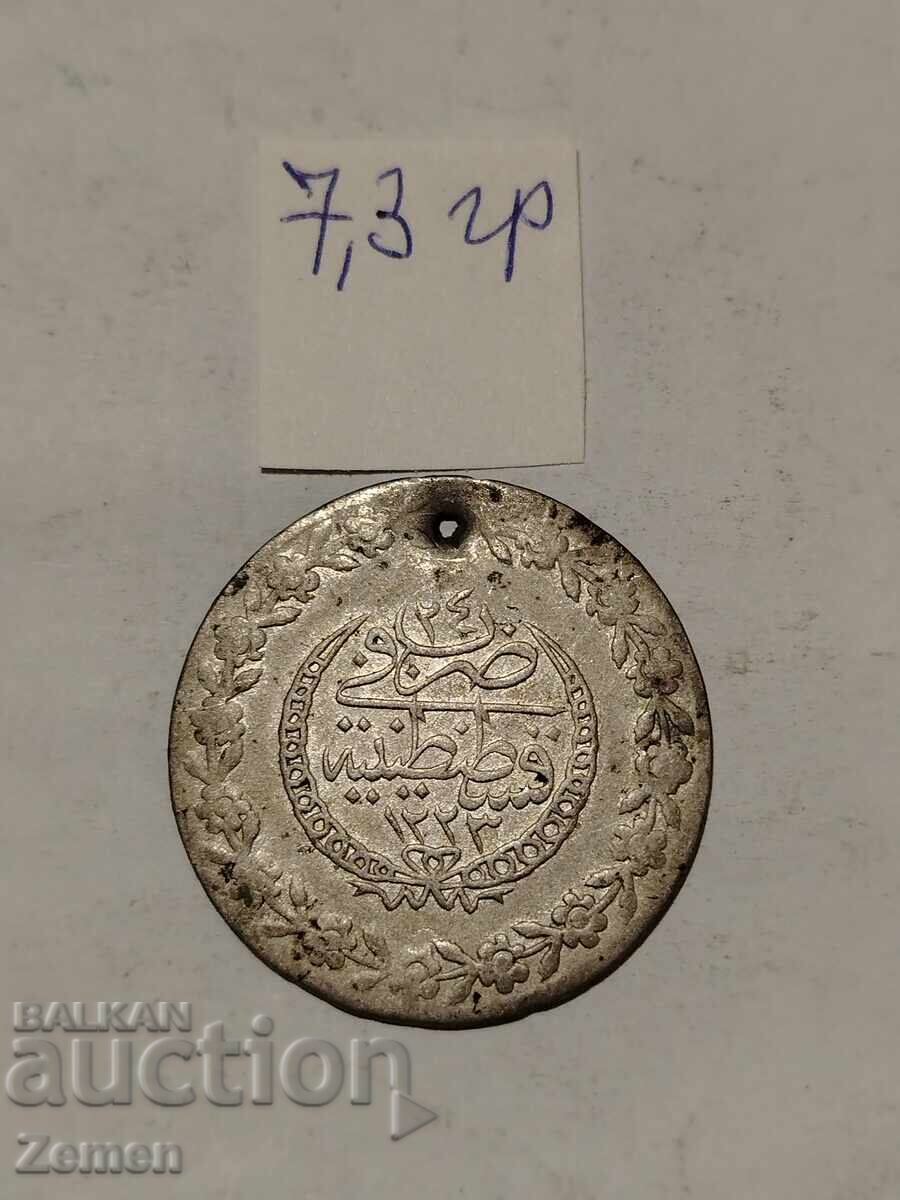 7,3 гр
٢٤
ضرب فى
قسطنطينية
١٢٢٣
BALKAN
auction
Zemen